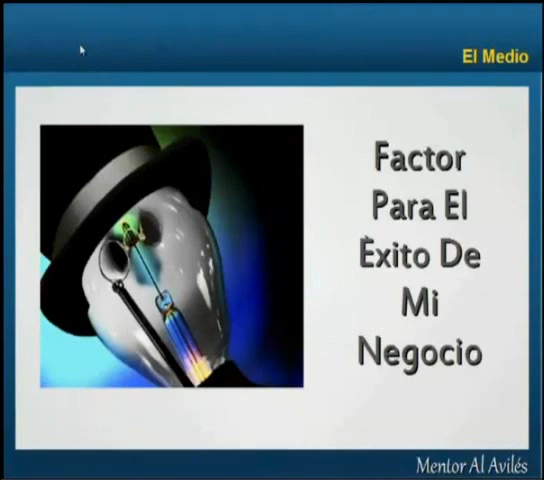 El Medio
Factor
Para El
Éxito De
Mi
Negocio
Mentor Al Avilés